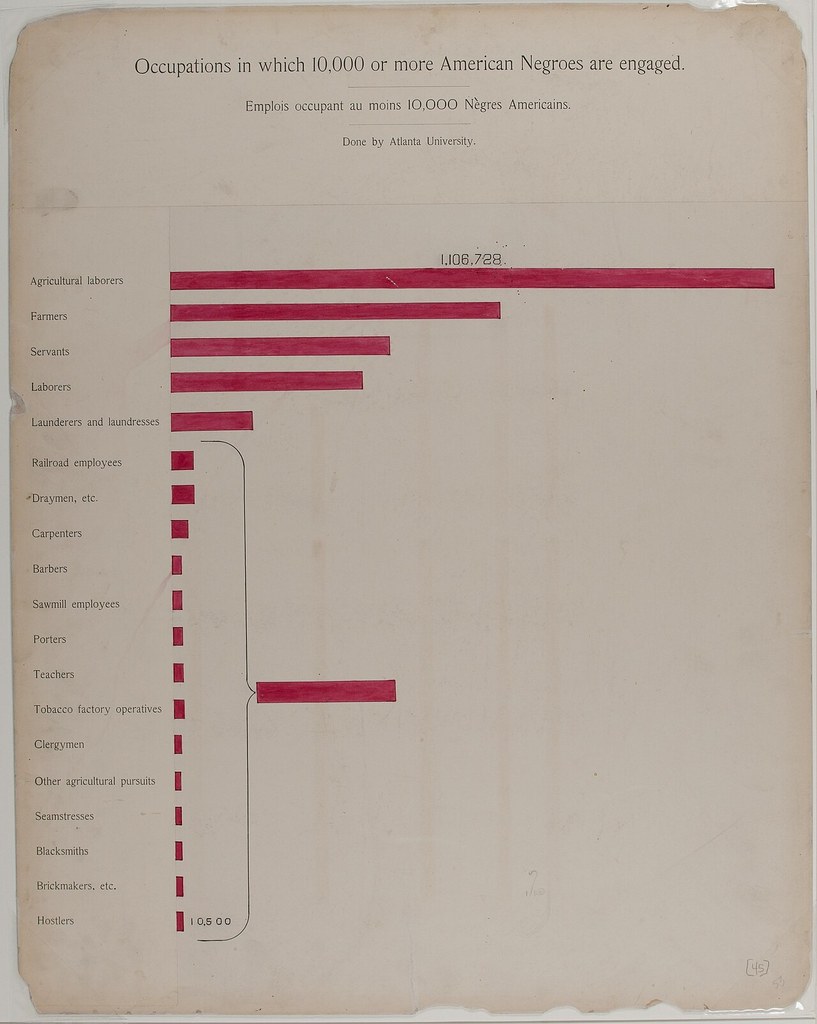 Occupations in which 10,000 or more American Negroes are engaged.
Emplois occupant au moins 10,000 Nègres Americains.
Done by Atlanta University.
1,106,728.
Agricultural laborers
Farmers
Servants
Laborers
Launderers and laundresses
Railroad employees
Draymen, etc.
Carpenters
Barbers
Sawmill employees
Porters
Teachers
Tobacco factory operatives
Clergymen
Other agricultural pursuits
Seamstresses
Blacksmiths
Brickmakers, etc.
Hostlers 10,500
[45]